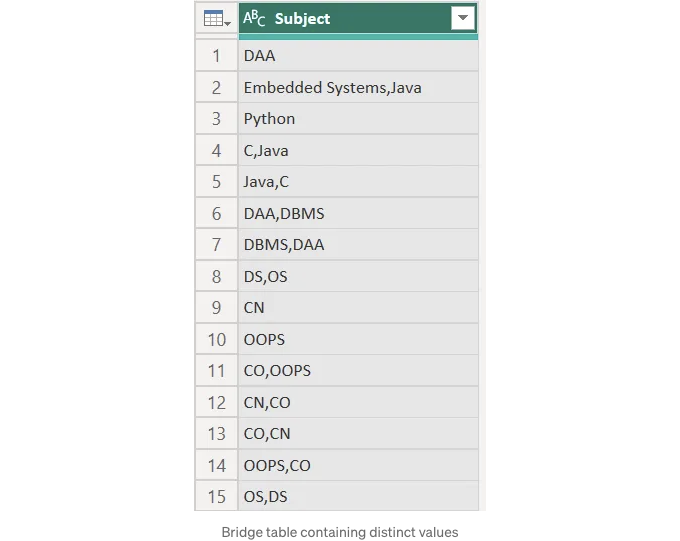 ABC Subject
1 DAA
2 Embedded Systems,Java
3 Python
4 C,Java
5 Java,C
6 DAA,DBMS
7 DBMS,DAA
8 DS,OS
9 CN
10 OOPS
11 CO,OOPS
12 CN,CO
13 CO,CN
14 OOPS,CO
15 OS,DS
Bridge table containing distinct values